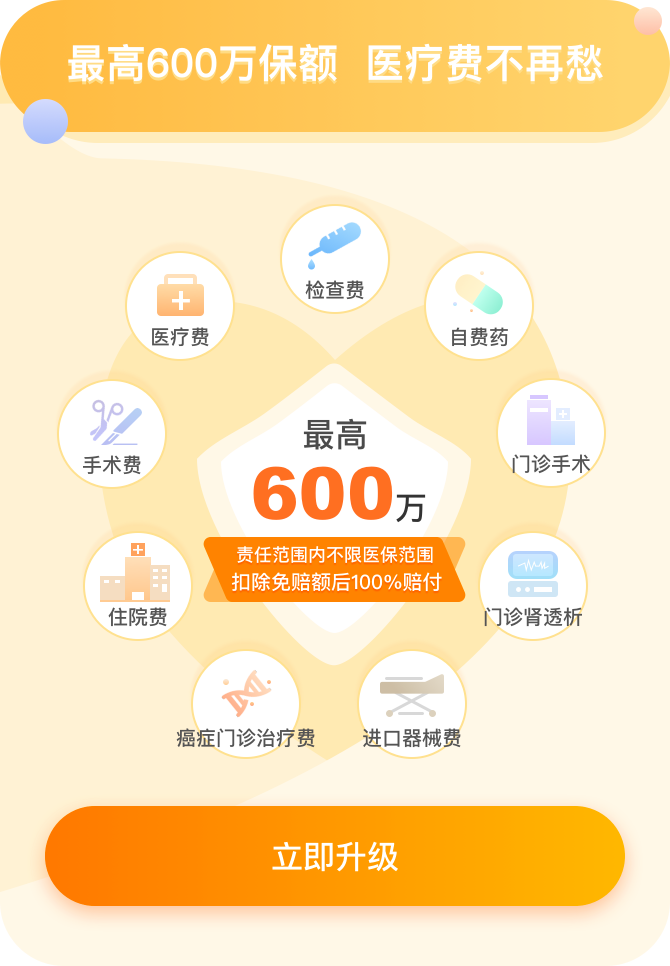 最高600万保额 医疗费不再愁
检查费
医疗费
自费药
手术费
门诊手术
最高
600万
责任范围内不限医保范围
扣除免赔额后100%赔付
住院费
门诊肾透析
癌症门诊治疗费
进口器械费
立即升级